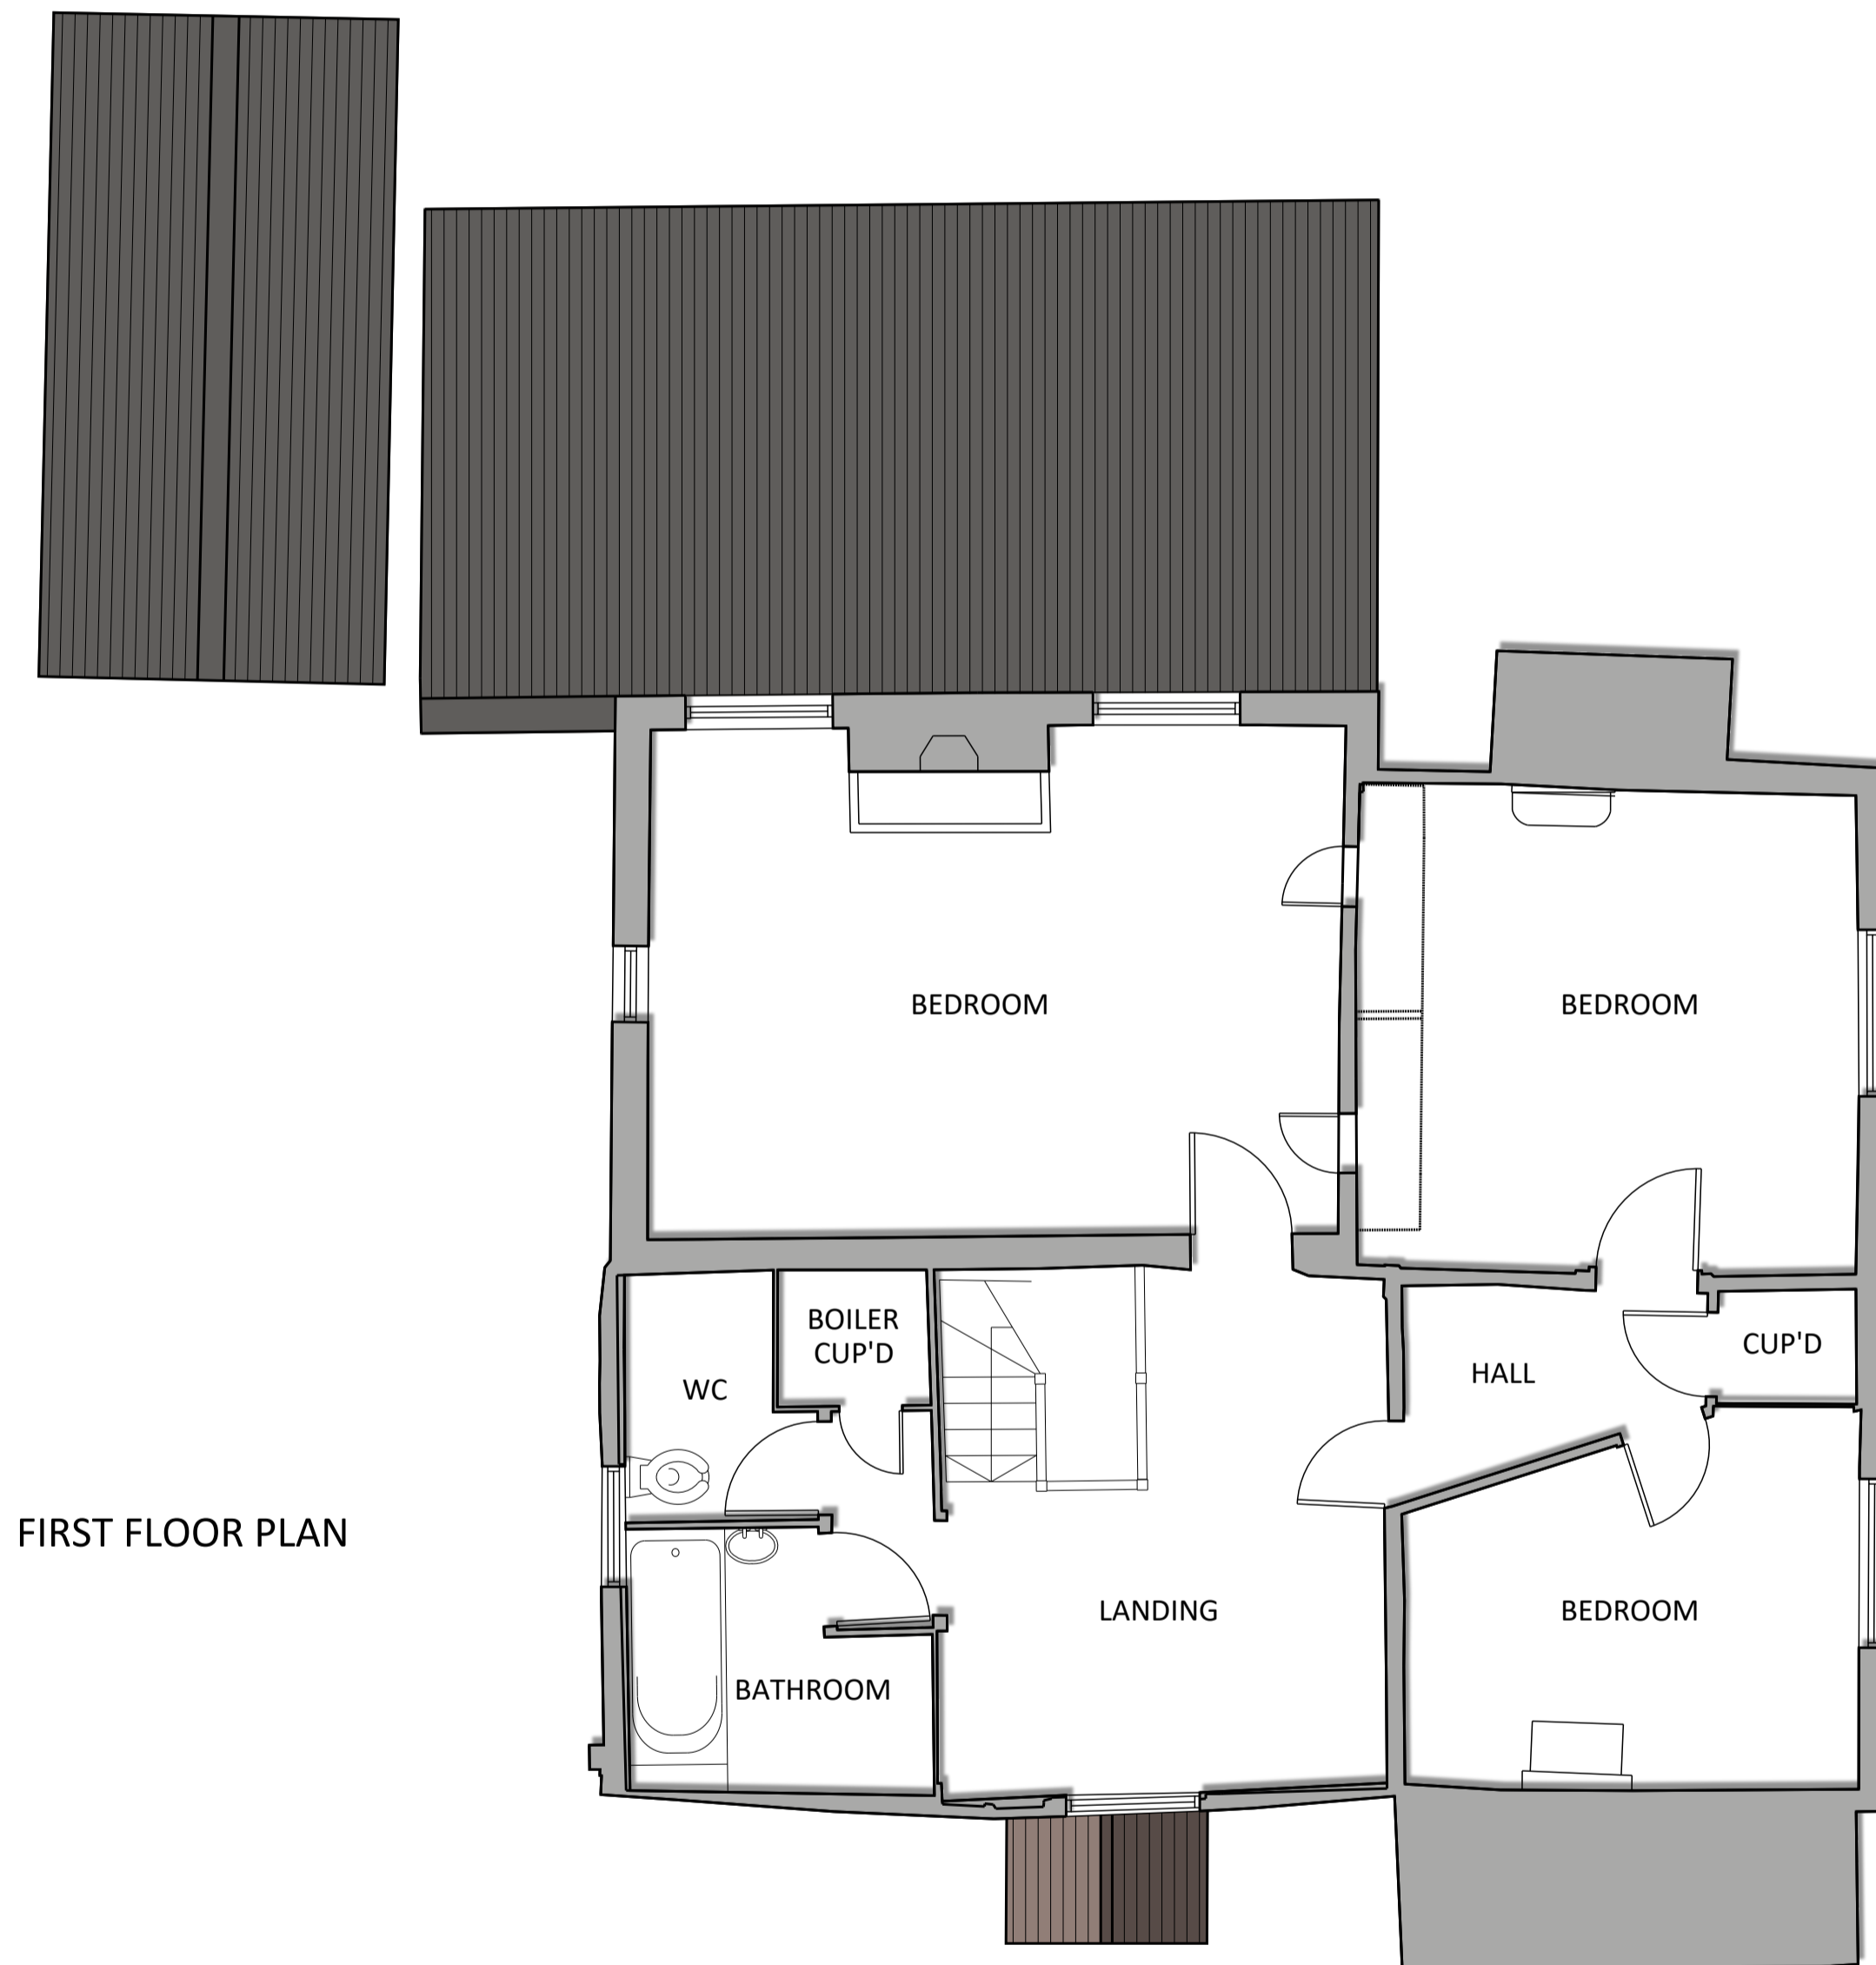 BEDROOM
BEDROOM
BOILER
CUP'D
CUP'D
HALL
WC
FIRST FLOOR PLAN
LANDING
BEDROOM
BATHROOM